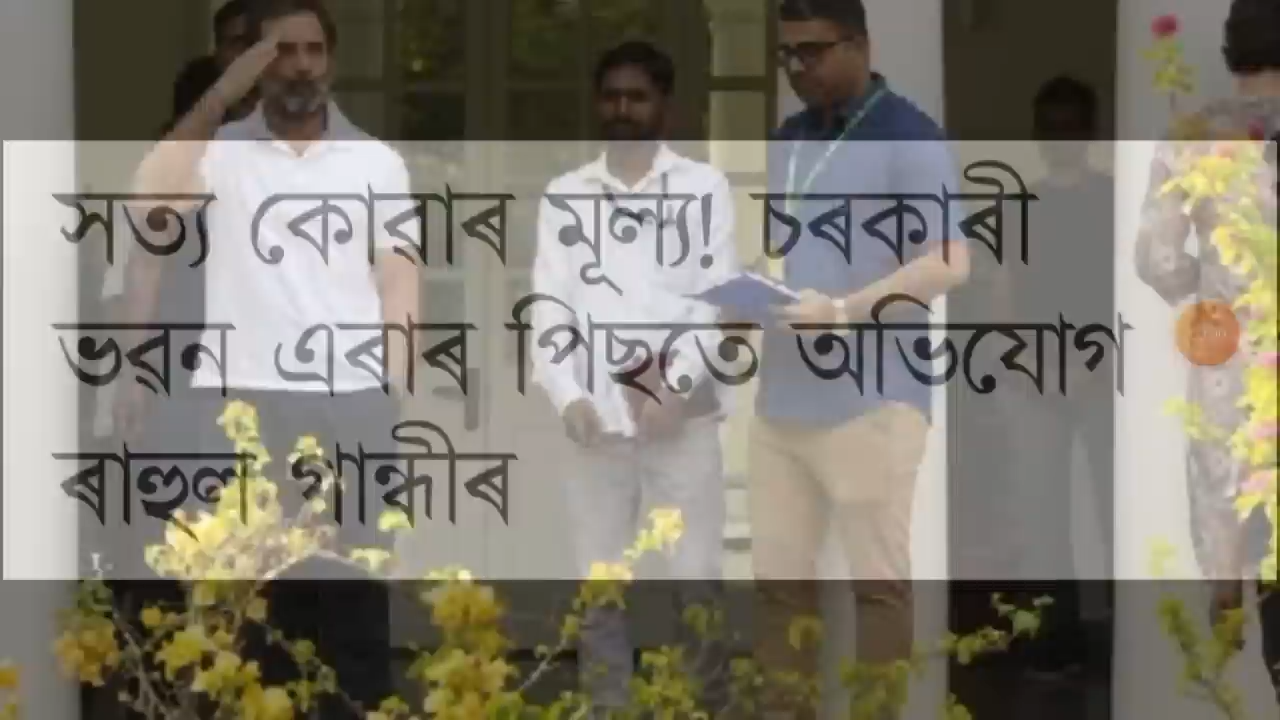 সত্য কোৱাৰ মূল্য! চৰকাৰী
ভৱন এৰাৰ পিছতে অভিযোগ
ৰাহুল গান্ধীৰ